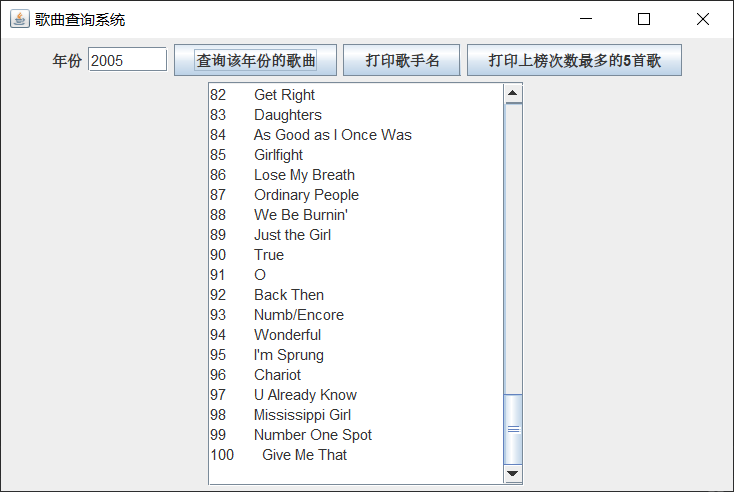 歌曲查询系统
年份 2005 查询该年份的歌曲 打印歌手名 打印上榜次数最多的5首歌
82 Get Right
83 Daughters
84 As Good as I Once Was
85 Girlfight
86 Lose My Breath
87 Ordinary People
88 We Be Burnin'
89 Just the Girl
90 True
91 O
92 Back Then
93 Numb/Encore
94 Wonderful
95 I'm Sprung
96 Chariot
97 U Already Know
98 Mississippi Girl
99 Number One Spot
100 Give Me That